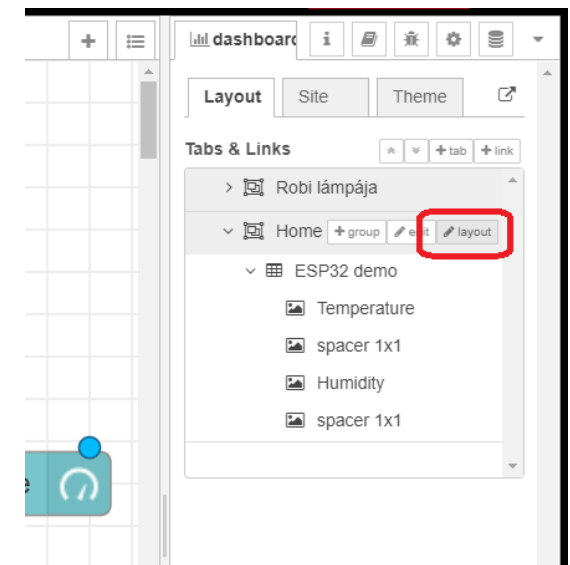 dashboard
Layout Site Theme
Tabs & Links +tab +link
Robi lámpája
Home +group edit layout
ESP32 demo
Temperature
spacer 1x1
Humidity
spacer 1x1
e